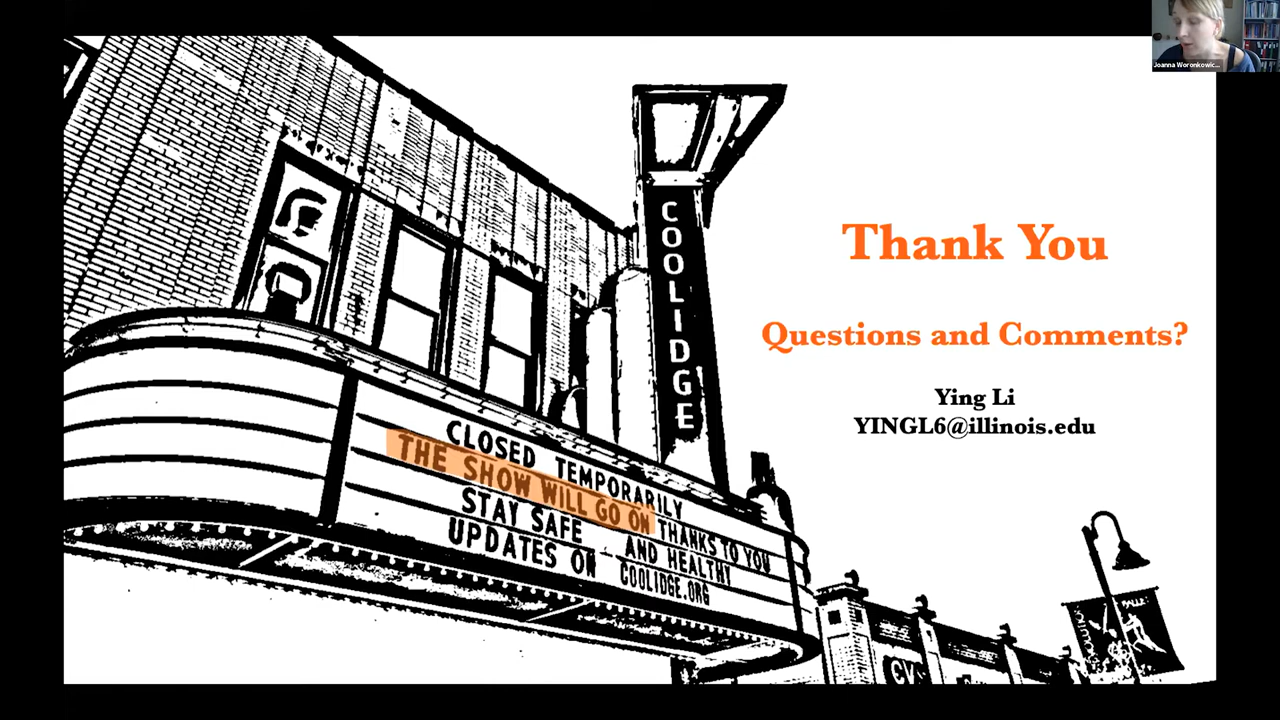 Joanna Woronkowic...
COOLIDGE
Thank You
Questions and Comments?
Ying Li
YINGL6@illinois.edu
CLOSED TEMPORARILY
THE SHOW WILL GO ON THANKS TO YOU
STAY SAFE AND HEALTHY
UPDATES ON COOLIDGE.ORG
CVS